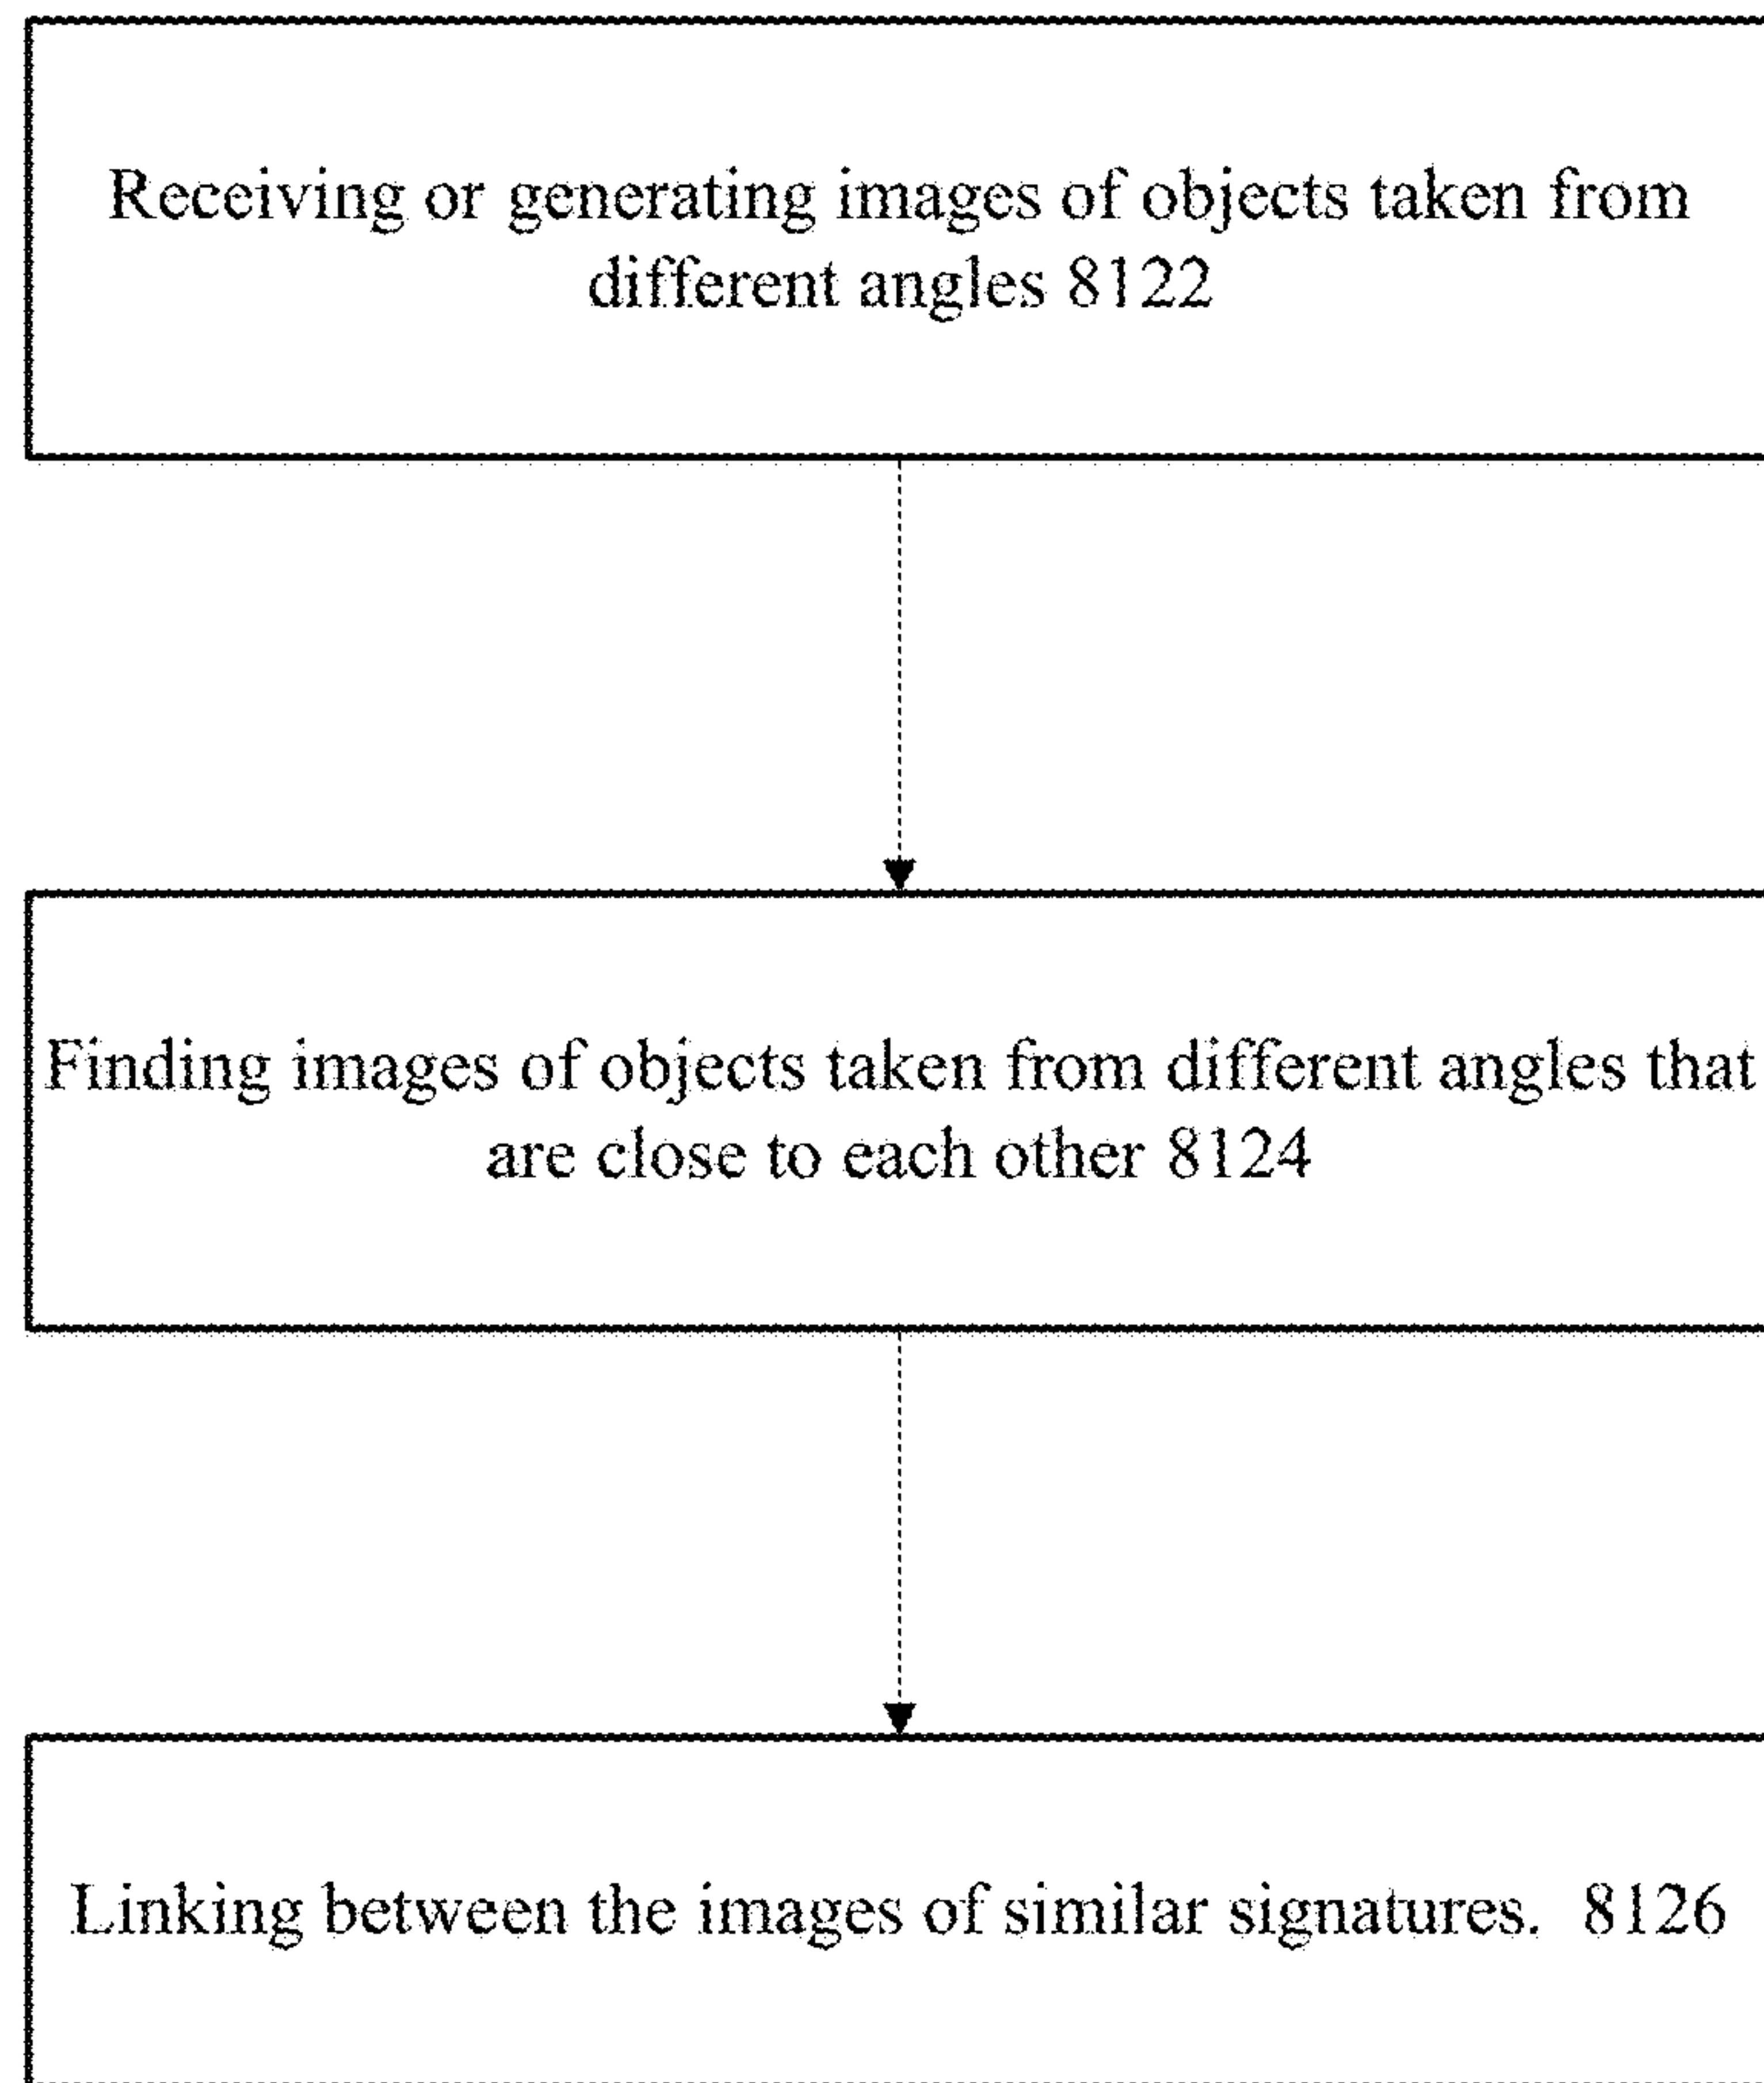 Receiving or generating images of objects taken from
different angles 8122
Finding images of objects taken from different angles that
are close to each other 8124
Linking between the images of similar signatures. 8126